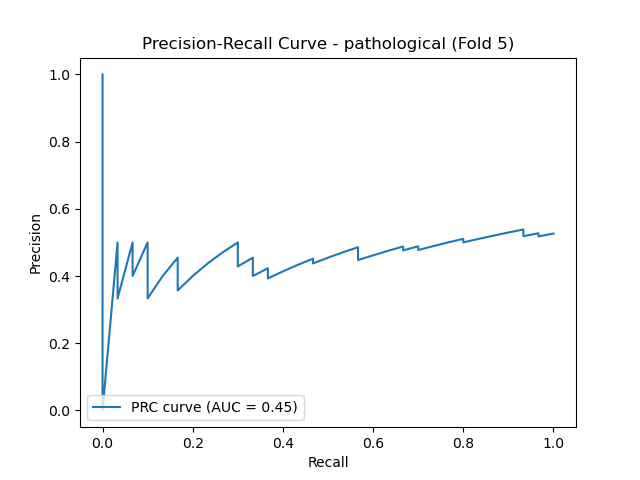 Precision-Recall Curve - pathological (Fold 5)
1.0
0.8
0.6
0.4
0.2
0.0
Precision
PRC curve (AUC = 0.45)
0.0 0.2 0.4 0.6 0.8 1.0
Recall